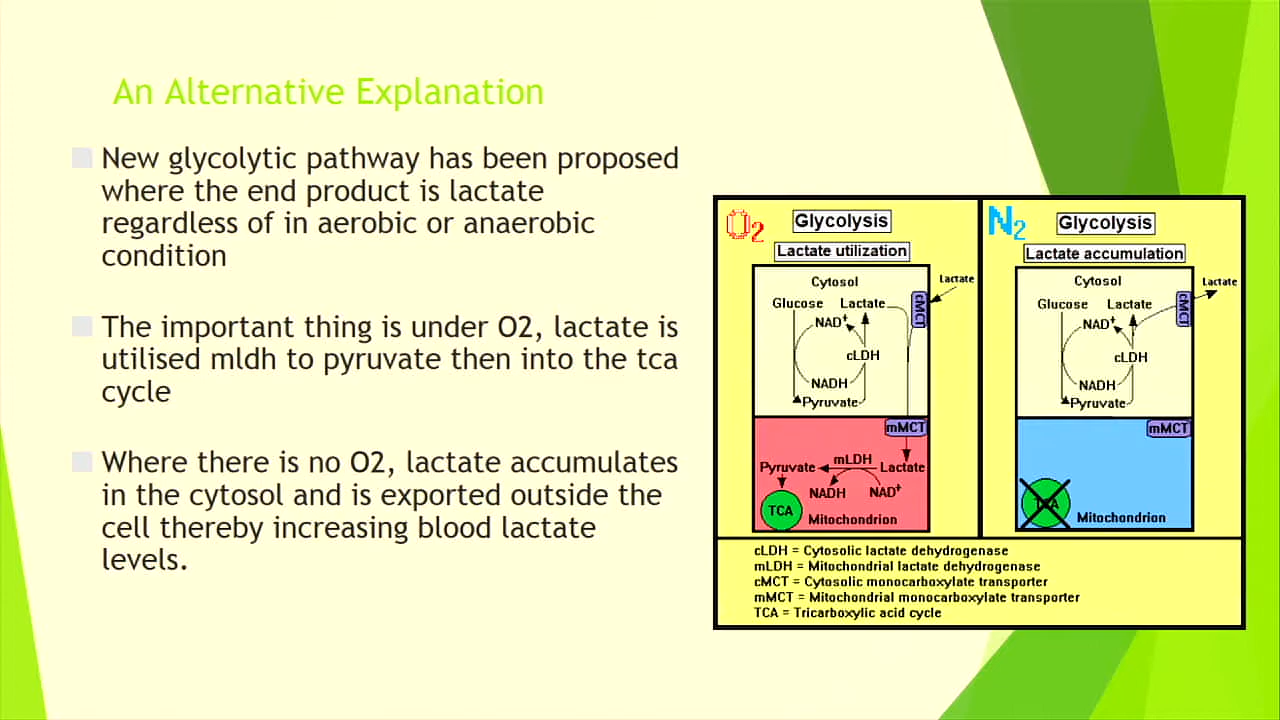 An Alternative Explanation
New glycolytic pathway has been proposed
where the end product is lactate
regardless of in aerobic or anaerobic
condition
The important thing is under O2, lactate is
utilised mldh to pyruvate then into the tca
cycle
Where there is no O2, lactate accumulates
in the cytosol and is exported outside the
cell thereby increasing blood lactate
levels.
O2
Glycolysis
Lactate utilization
Cytosol
Lactate
Glucose Lactate
cMCT
NAD+
cLDH
NADH
Pyruvate
mMCT
mLDH
Pyruvate Lactate
NADH NAD+
TCA
Mitochondrion
N2
Glycolysis
Lactate accumulation
Cytosol
Lactate
Glucose Lactate
cMCT
NAD+
cLDH
NADH
Pyruvate
mMCT
TCA
Mitochondrion
cLDH = Cytosolic lactate dehydrogenase
mLDH = Mitochondrial lactate dehydrogenase
cMCT = Cytosolic monocarboxylate transporter
mMCT = Mitochondrial monocarboxylate transporter
TCA = Tricarboxylic acid cycle